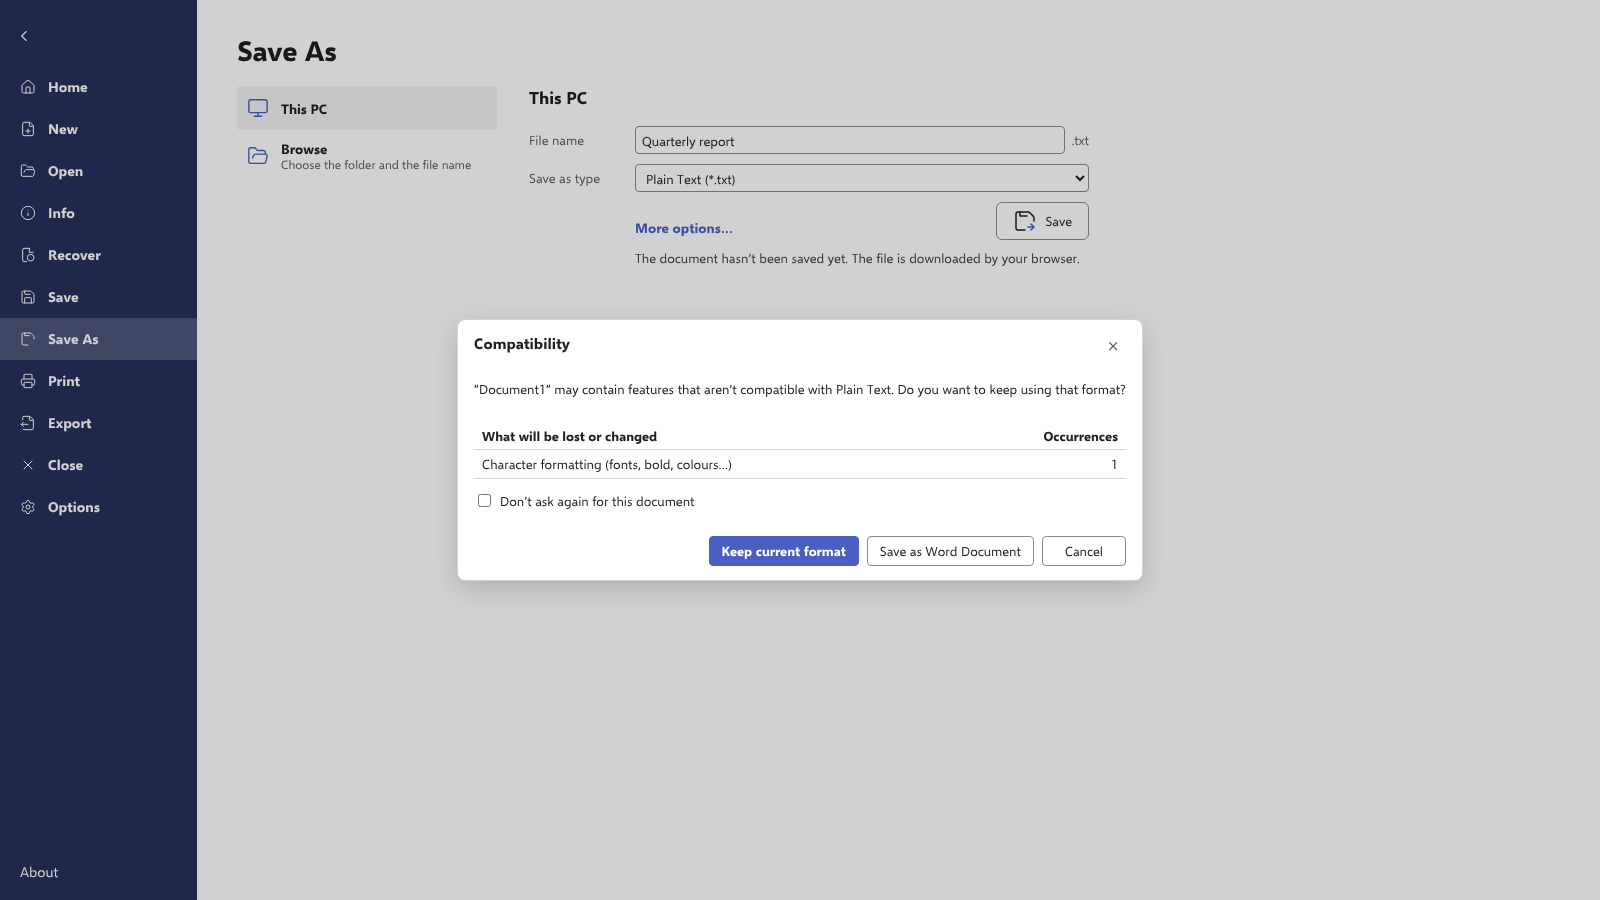 Home
New
Open
Info
Recover
Save
Save As
Print
Export
Close
Options
About
Save As
This PC
Browse
Choose the folder and the file name
This PC
File name
Quarterly report
.txt
Save as type
Plain Text (*.txt)
More options...
Save
The document hasn't been saved yet. The file is downloaded by your browser.
Compatibility
"Document1" may contain features that aren't compatible with Plain Text. Do you want to keep using that format?
What will be lost or changed
Occurrences
Character formatting (fonts, bold, colours...)
1
Don't ask again for this document
Keep current format
Save as Word Document
Cancel